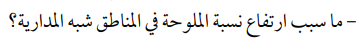 – ما سبب ارتفاع نسبة الملوحة في المناطق شبه المدارية؟